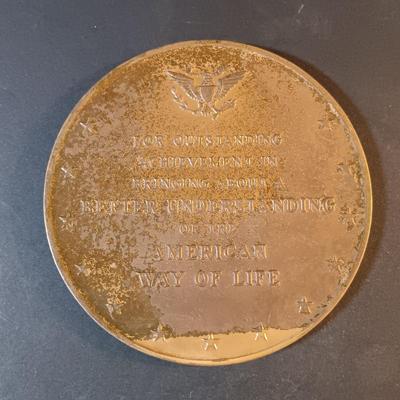 FOR OUTSTANDING
ACHIEVEMENT IN
BRINGING ABOUT A
BETTER UNDERSTANDING
OF THE
AMERICAN
WAY OF LIFE